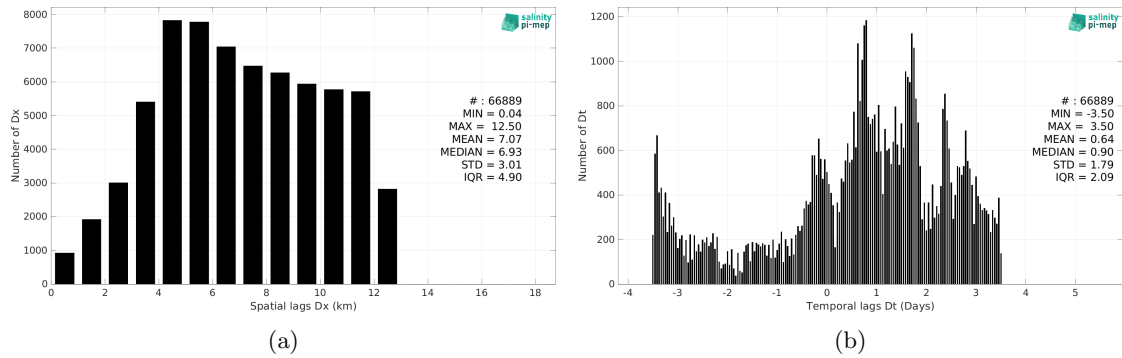 8000
7000
6000
5000
4000
3000
2000
1000
0
Number of Dx
0 2 4 6 8 10 12 14 16 18
Spatial lags Dx (km)
salinity
pi-mep
# : 66889
MIN = 0.04
MAX = 12.50
MEAN = 7.07
MEDIAN = 6.93
STD = 3.01
IQR = 4.90
(a)
1200
1000
800
600
400
200
0
Number of Dt
-4 -3 -2 -1 0 1 2 3 4 5
Temporal lags Dt (Days)
salinity
pi-mep
# : 66889
MIN = -3.50
MAX = 3.50
MEAN = 0.64
MEDIAN = 0.90
STD = 1.79
IQR = 2.09
(b)